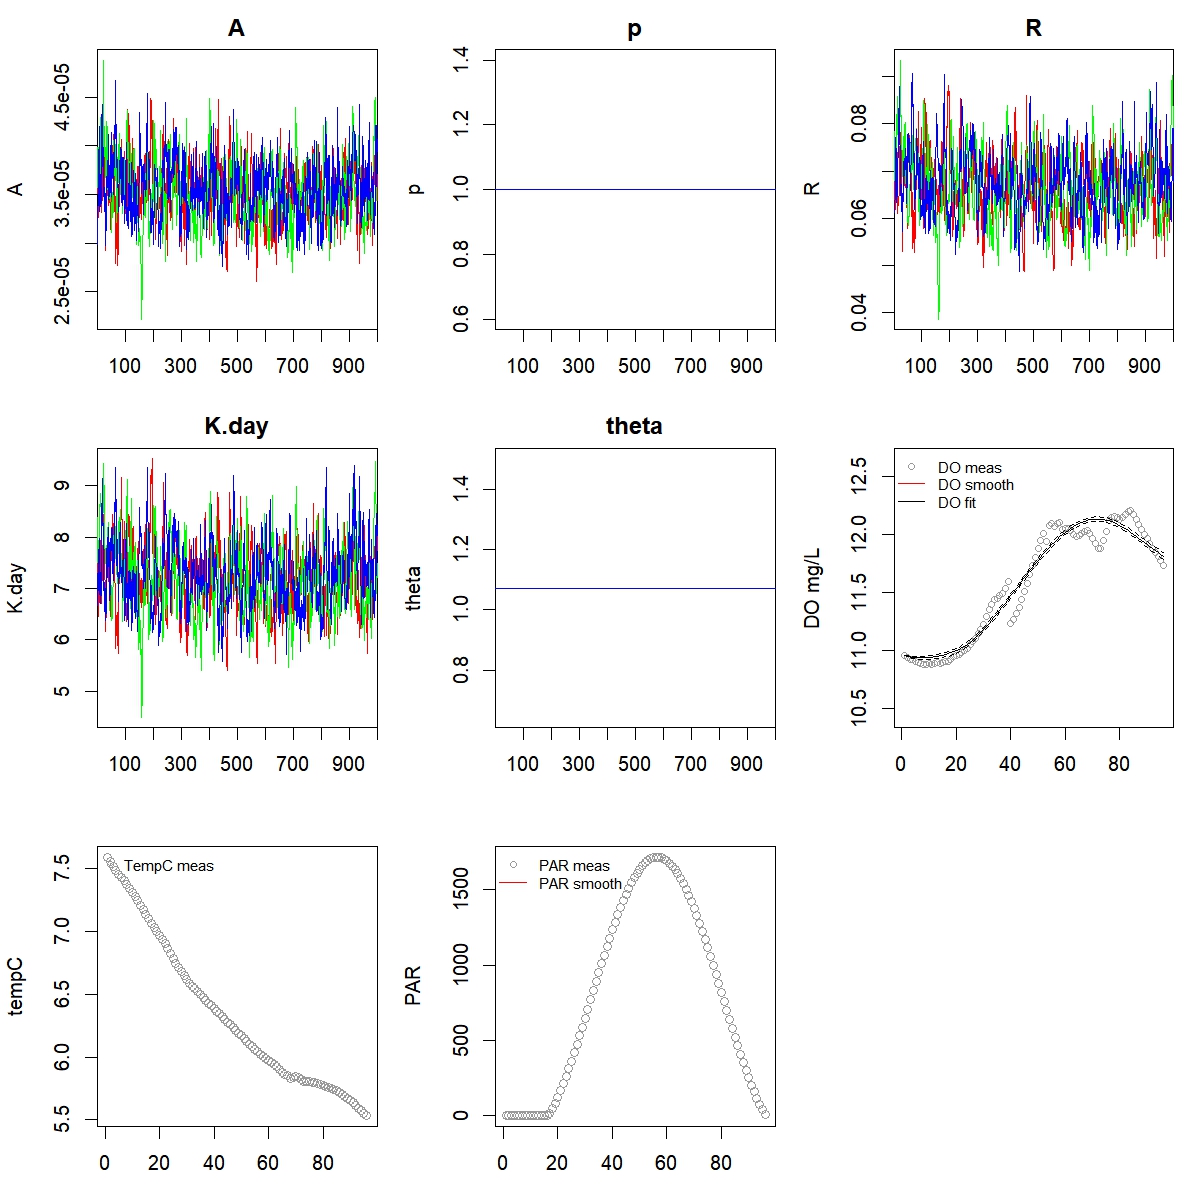 A
A
2.5e-05 3.5e-05 4.5e-05
100 300 500 700 900
p
p
0.6 0.8 1.0 1.2 1.4
100 300 500 700 900
R
R
0.04 0.06 0.08
100 300 500 700 900
K.day
K.day
5 6 7 8 9
100 300 500 700 900
theta
theta
0.8 1.0 1.2 1.4
100 300 500 700 900
DO meas
DO smooth
DO fit
DO mg/L
10.5 11.0 11.5 12.0 12.5
0 20 40 60 80
TempC meas
tempC
5.5 6.0 6.5 7.0 7.5
0 20 40 60 80
PAR meas
PAR smooth
PAR
0 500 1000 1500
0 20 40 60 80